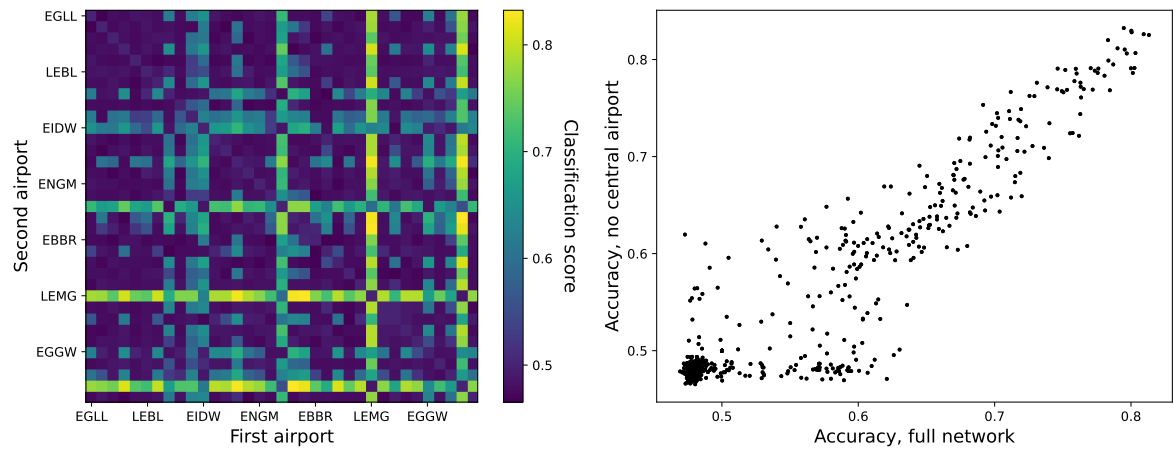 EGLL
LEBL
EIDW
ENGM
EBBR
LEMG
EGGW
Second airport
EGLL LEBL EIDW ENGM EBBR LEMG EGGW
First airport
0.8
0.7
0.6
0.5
Classification score
0.8
0.7
0.6
0.5
Accuracy, no central airport
0.5 0.6 0.7 0.8
Accuracy, full network